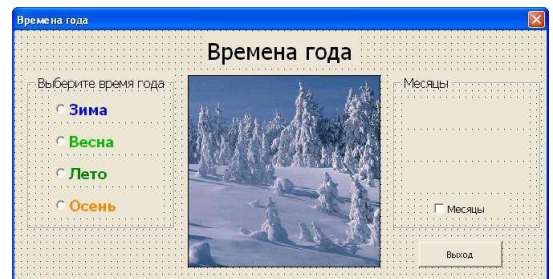 Времена года
Времена года
Выберите время года
Зима
Весна
Лето
Осень
Месяцы
Месяцы
Выход